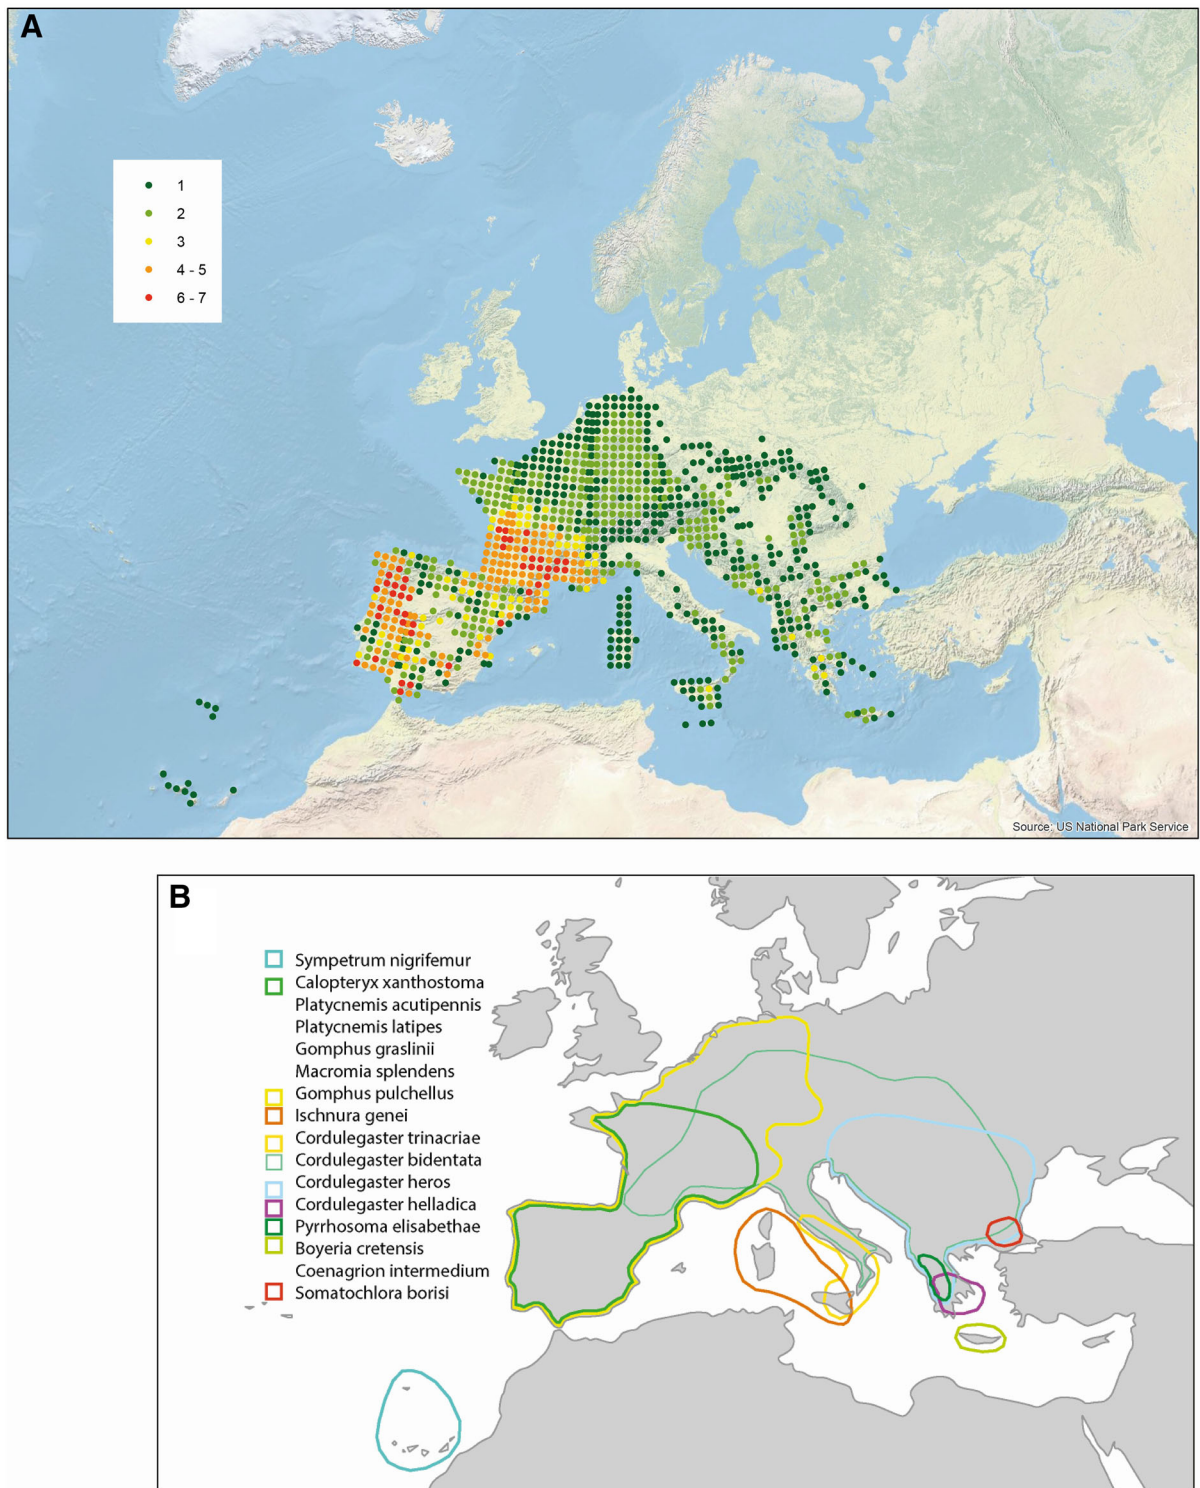 A
1
2
3
4 - 5
6 - 7
Source: US National Park Service
B
Sympetrum nigrifemur
Calopteryx xanthostoma
Platycnemis acutipennis
Platycnemis latipes
Gomphus graslinii
Macromia splendens
Gomphus pulchellus
Ischnura genei
Cordulegaster trinacriae
Cordulegaster bidentata
Cordulegaster heros
Cordulegaster helladica
Pyrrhosoma elisabethae
Boyeria cretensis
Coenagrion intermedium
Somatochlora borisi